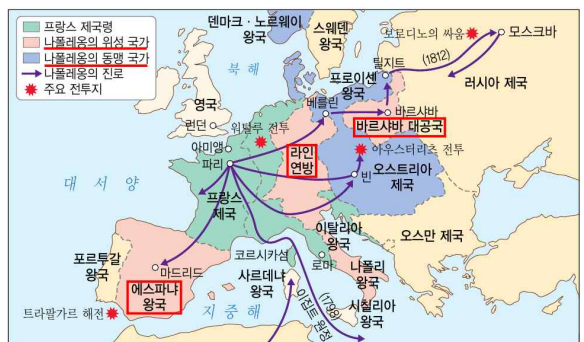 프랑스 제국령
나폴레옹의 위성 국가
나폴레옹의 동맹 국가
나폴레옹의 진로
주요 전투지
덴마크 · 노르웨이
왕국
스웨덴
왕국
보로디노의 싸움
모스크바
(1812)
틸지트
러시아 제국
북해
프로이센
왕국
영국
런던
베를린
바르샤바
바르샤바 대공국
워털루 전투
아미앵
파리
라인
연방
아우스터리츠 전투
빈
오스트리아
제국
대서양
프랑스
제국
이탈리아
왕국
오스만 제국
포르투갈
왕국
마드리드
코르시카섬
로마
사르데냐
왕국
나폴리
왕국
에스파냐
왕국
트라팔가르 해전
지중해
(1798)
이집트 원정
시칠리아
왕국